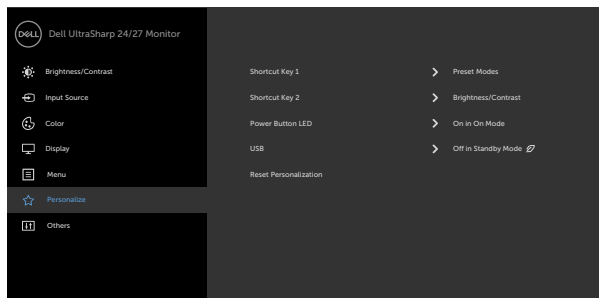 DELL Dell UltraSharp 24/27 Monitor
Brightness/Contrast
Input Source
Color
Display
Menu
Personalize
Others
Shortcut Key 1 Preset Modes
Shortcut Key 2 Brightness/Contrast
Power Button LED On in On Mode
USB Off in Standby Mode
Reset Personalization